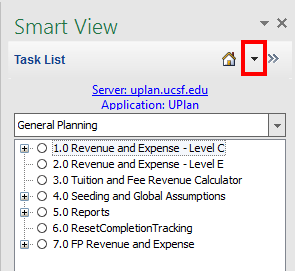 Smart View
Task List
Server: uplan.ucsf.edu
Application: UPlan
General Planning
1.0 Revenue and Expense - Level C
2.0 Revenue and Expense - Level E
3.0 Tuition and Fee Revenue Calculator
4.0 Seeding and Global Assumptions
5.0 Reports
6.0 ResetCompletionTracking
7.0 FP Revenue and Expense